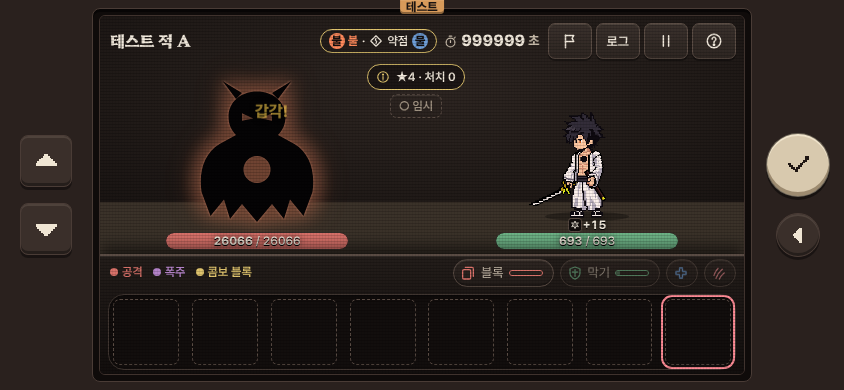 테스트
테스트 적 A
불 불 · 약점 물
999999 초
로그
★4 · 처치 0
임시
갑각!
+15
26066 / 26066
693 / 693
공격 폭주 콤보 블록
블록
막기